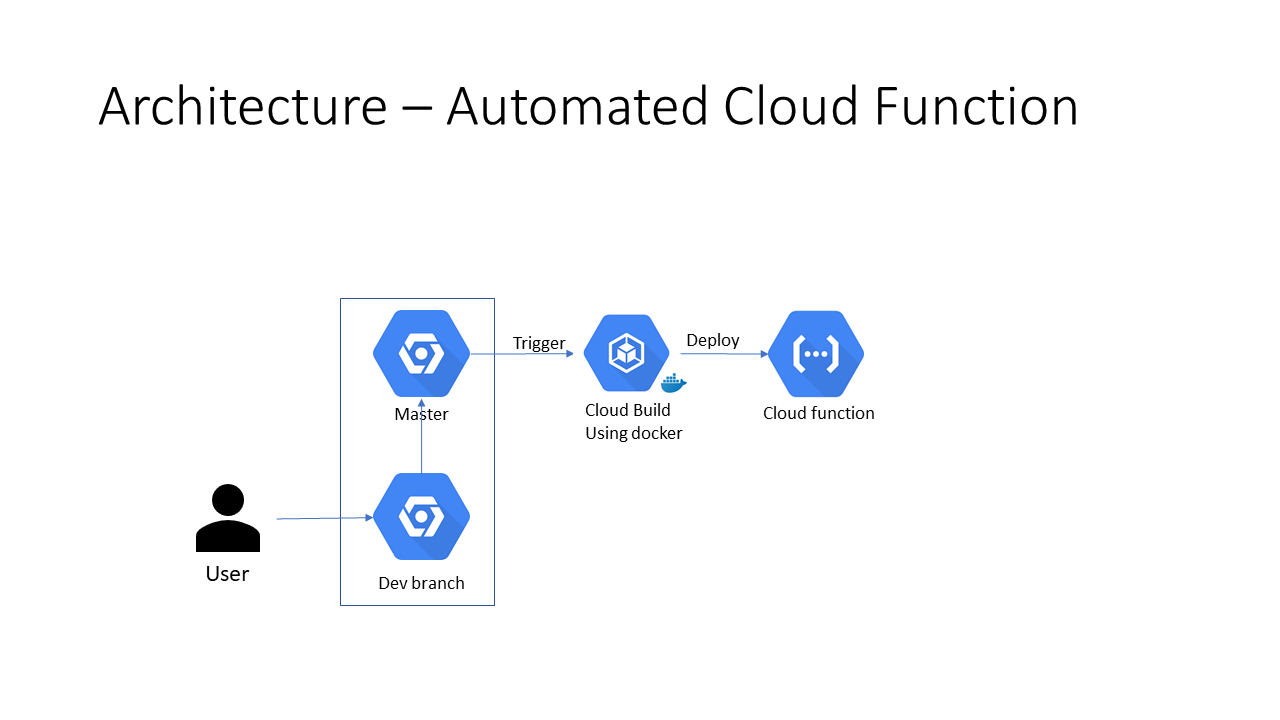 Architecture – Automated Cloud Function
Trigger
Deploy
Master
Cloud Build
Using docker
Cloud function
User
Dev branch